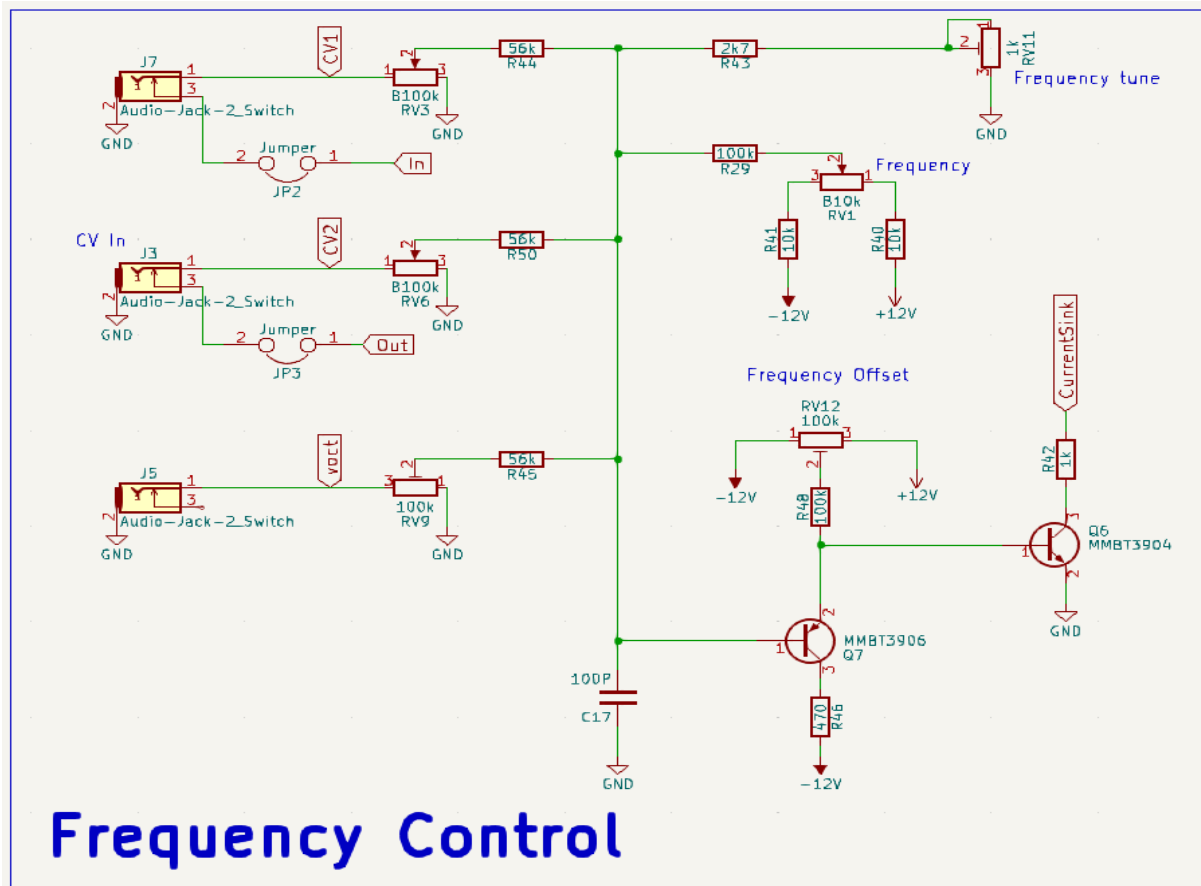 CV1
J7
1
3
2
Audio-Jack-2_Switch
GND
1
2
3
B100k
RV3
GND
56k
R44
2k7
R43
1
2
3
1k
RV11
Frequency tune
GND
Jumper
2
1
JP2
In
100k
R29
2
Frequency
3
1
B10k
RV1
R41
10k
R40
10k
-12V
+12V
CV In
CV2
J3
1
3
2
Audio-Jack-2_Switch
GND
1
2
3
B100k
RV6
GND
56k
R50
Jumper
2
1
JP3
Out
CurrentSink
Frequency Offset
RV12
100k
1
3
2
-12V
+12V
R48
100k
R42
1k
voct
J5
1
3
2
Audio-Jack-2_Switch
GND
3
2
1
100k
RV9
GND
56k
R45
3
Q6
MMBT3904
1
2
GND
2
MMBT3906
Q7
1
3
100P
C17
GND
470
R46
-12V
Frequency Control